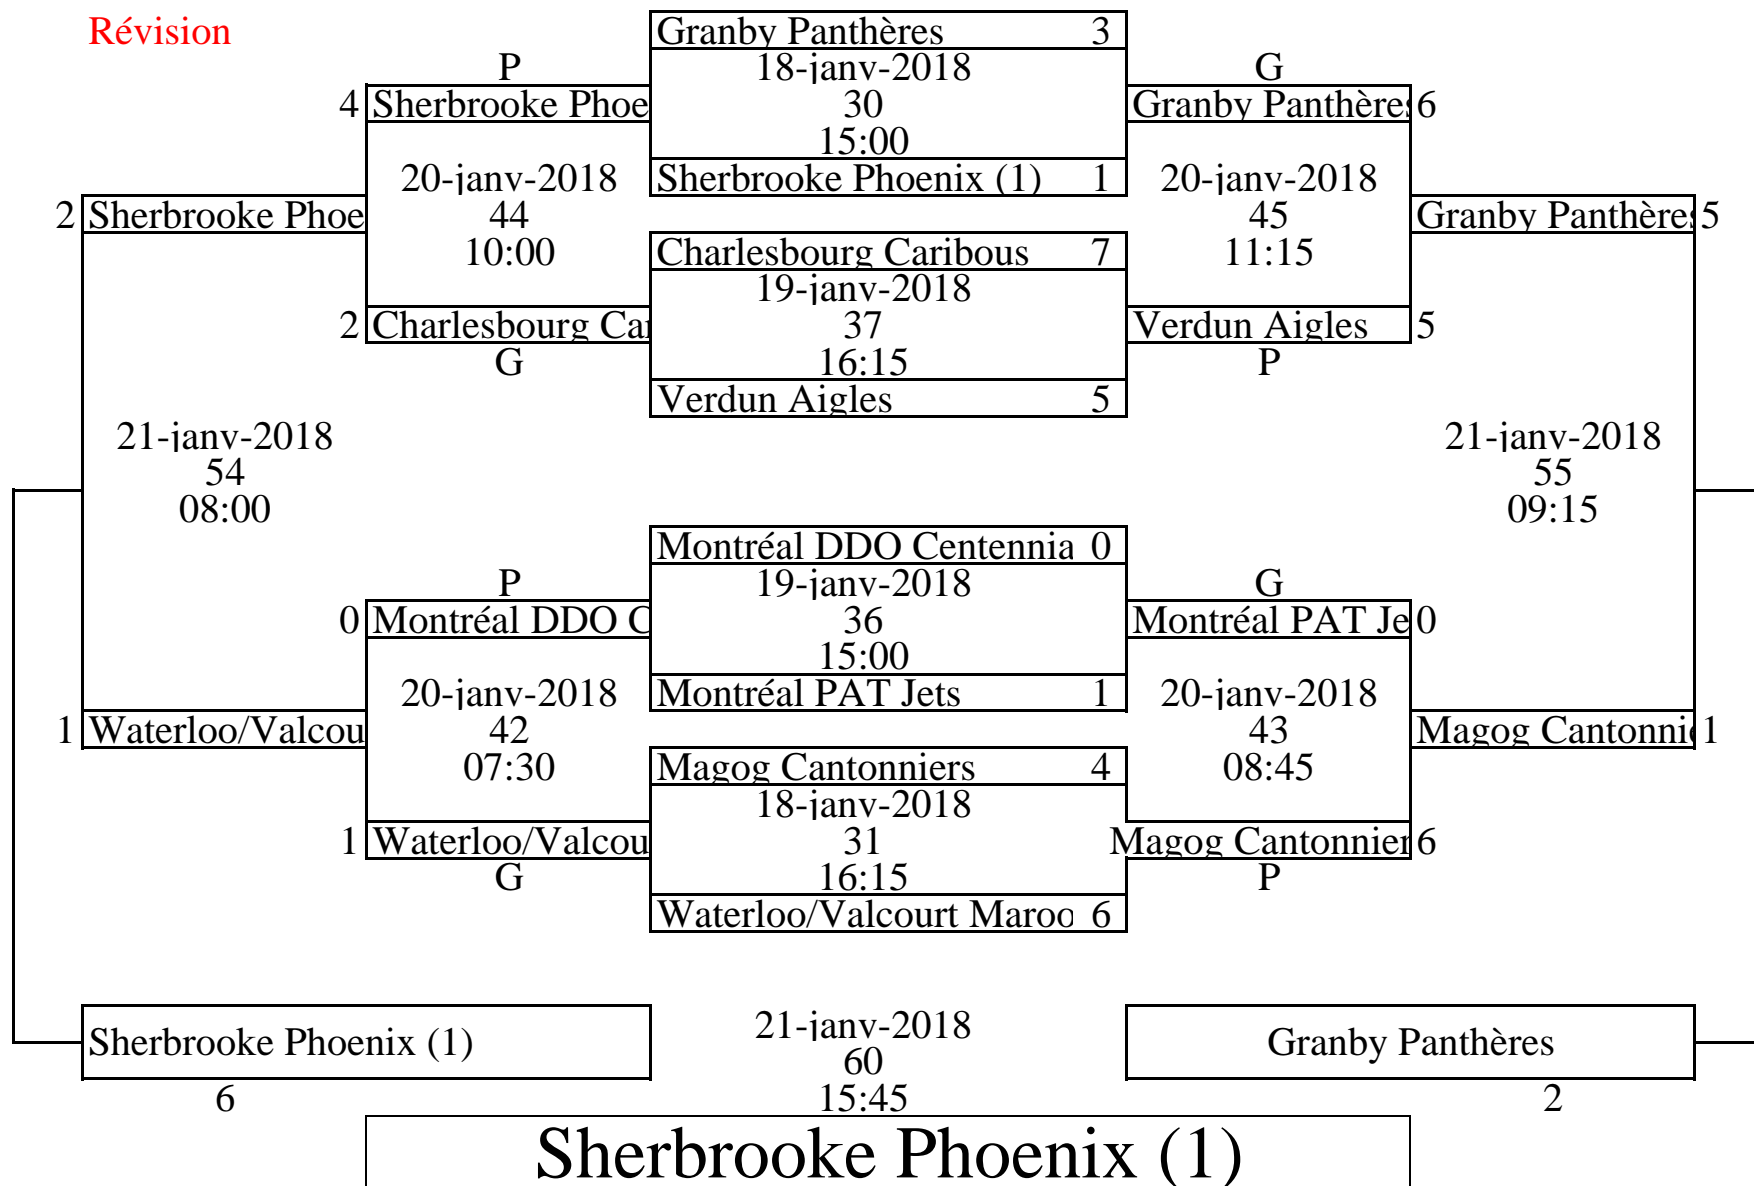 Révision
Granby Panthères 3
P 18-janv-2018 G
4 Sherbrooke Phoe 30 Granby Panthères 6
15:00
20-janv-2018 Sherbrooke Phoenix (1) 1 20-janv-2018
2 Sherbrooke Phoe 44 45 Granby Panthères 5
10:00 Charlesbourg Caribous 7 11:15
19-janv-2018
2 Charlesbourg Car 37 Verdun Aigles 5
G 16:15 P
Verdun Aigles 5
21-janv-2018 21-janv-2018
54 55
08:00 09:15
Montréal DDO Centennia 0
P 19-janv-2018 G
0 Montréal DDO C 36 Montréal PAT Je 0
15:00
20-janv-2018 Montréal PAT Jets 1 20-janv-2018
1 Waterloo/Valcou 42 43 Magog Cantonnie 1
07:30 Magog Cantonniers 4 08:45
18-janv-2018
1 Waterloo/Valcou 31 Magog Cantonnier 6
G 16:15 P
Waterloo/Valcourt Maroo 6
21-janv-2018
Sherbrooke Phoenix (1) Granby Panthères
60
6 15:45 2
Sherbrooke Phoenix (1)